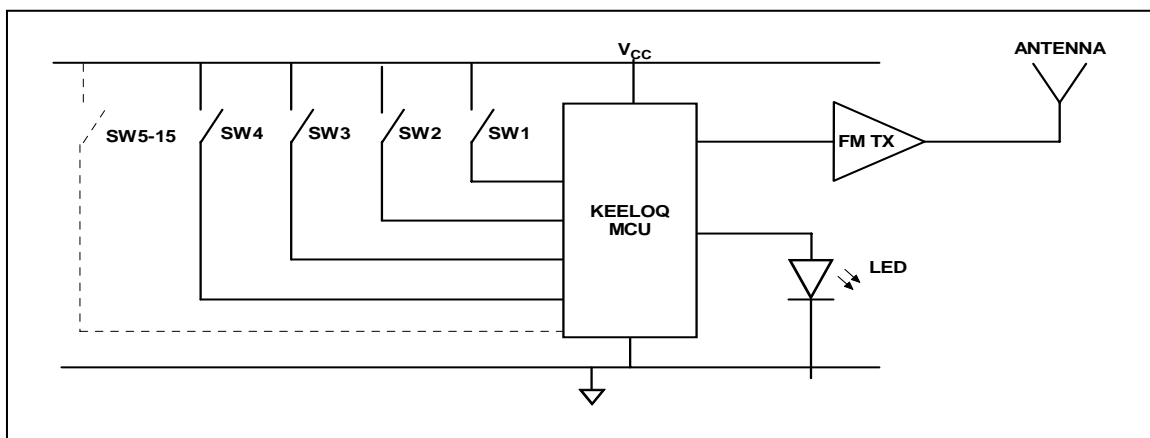 VCC
ANTENNA
SW5-15
SW4
SW3
SW2
SW1
FM TX
KEELOQ
MCU
LED